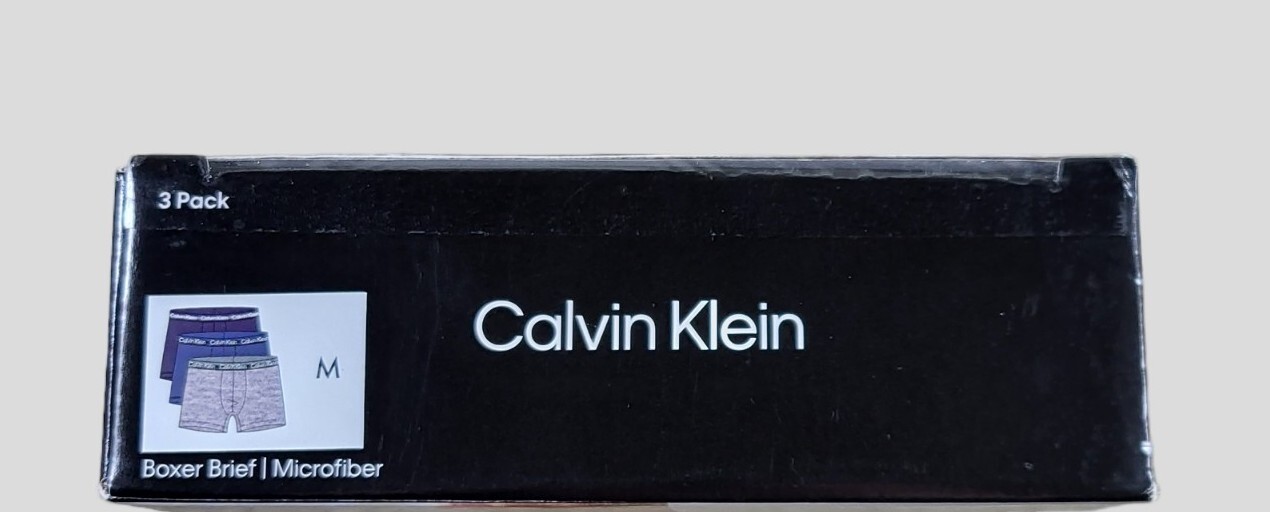 3 Pack
Calvin Klein
M
Boxer Brief | Microfiber